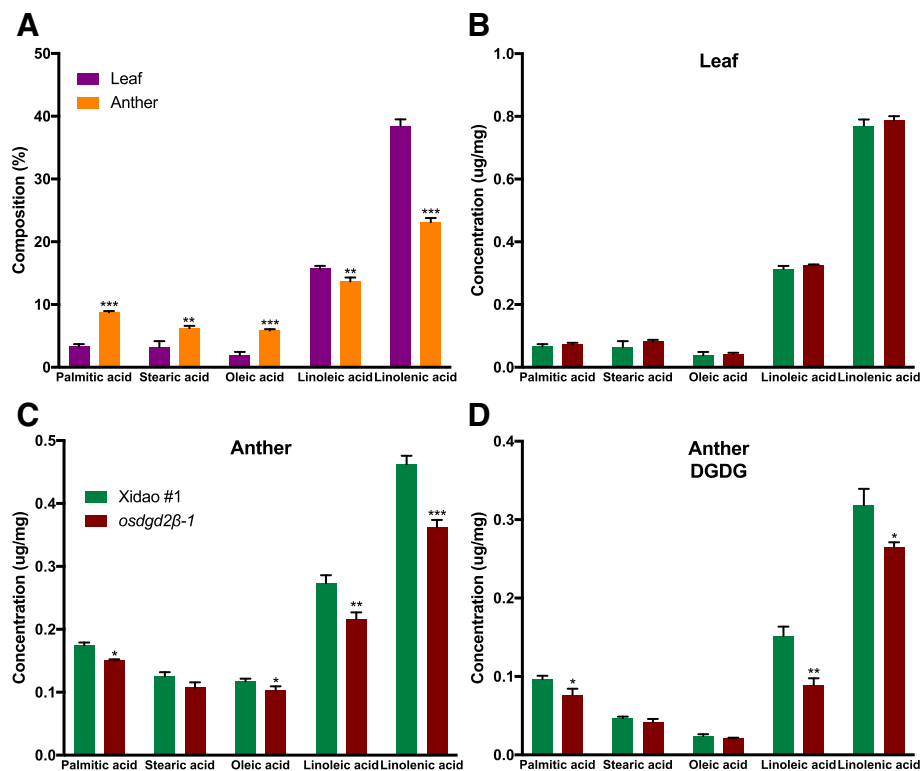 A
50
40
30
20
10
0
Composition (%)
Leaf
Anther
***
**
***
**
***
Palmitic acid Stearic acid Oleic acid Linoleic acid Linolenic acid
B
Leaf
1.0
0.8
0.6
0.4
0.2
0.0
Concentration (ug/mg)
Palmitic acid Stearic acid Oleic acid Linoleic acid Linolenic acid
C
Anther
0.5
0.4
0.3
0.2
0.1
0.0
Concentration (ug/mg)
Xidao #1
osdgd2β-1
*
*
**
***
Palmitic acid Stearic acid Oleic acid Linoleic acid Linolenic acid
D
Anther
DGDG
0.4
0.3
0.2
0.1
0.0
Concentration (ug/mg)
*
**
*
Palmitic acid Stearic acid Oleic acid Linoleic acid Linolenic acid